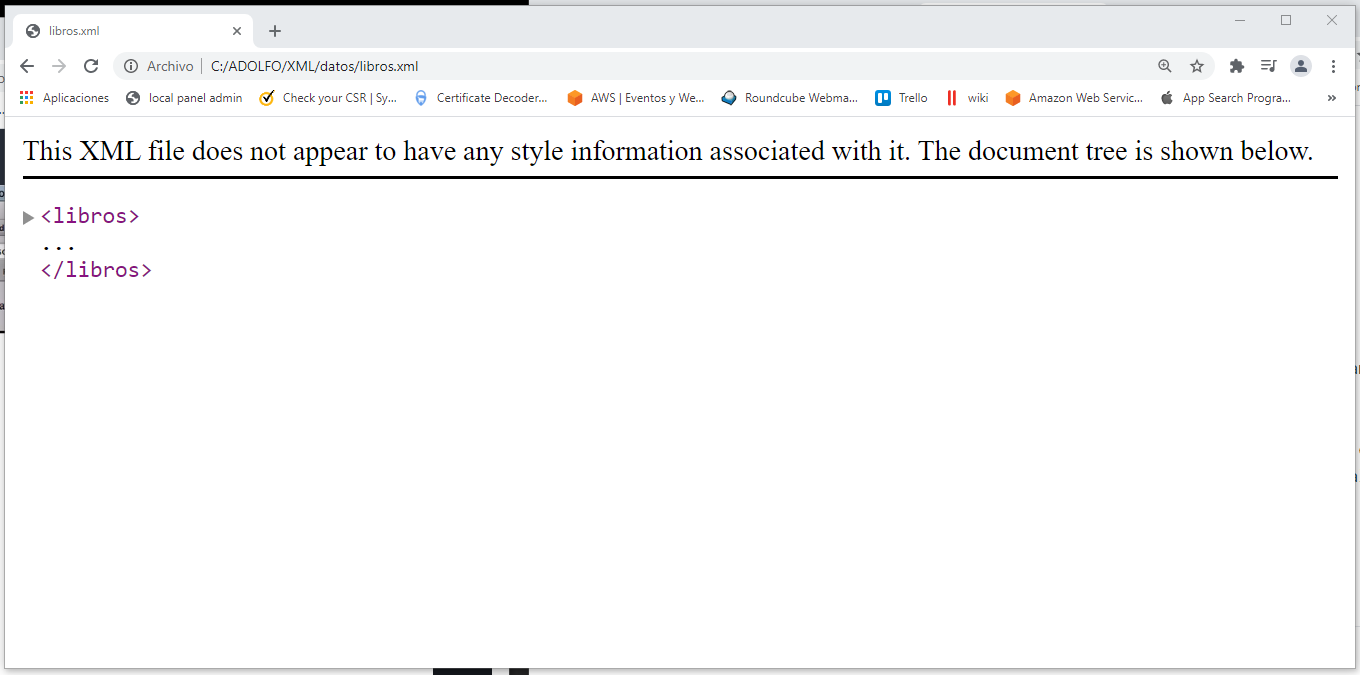 libros.xml
Archivo C:/ADOLFO/XML/datos/libros.xml
Aplicaciones local panel admin Check your CSR | Sy... Certificate Decoder... AWS | Eventos y We... Roundcube Webma... Trello wiki Amazon Web Servic... App Search Progra... »
This XML file does not appear to have any style information associated with it. The document tree is shown below.
<libros>
...
</libros>